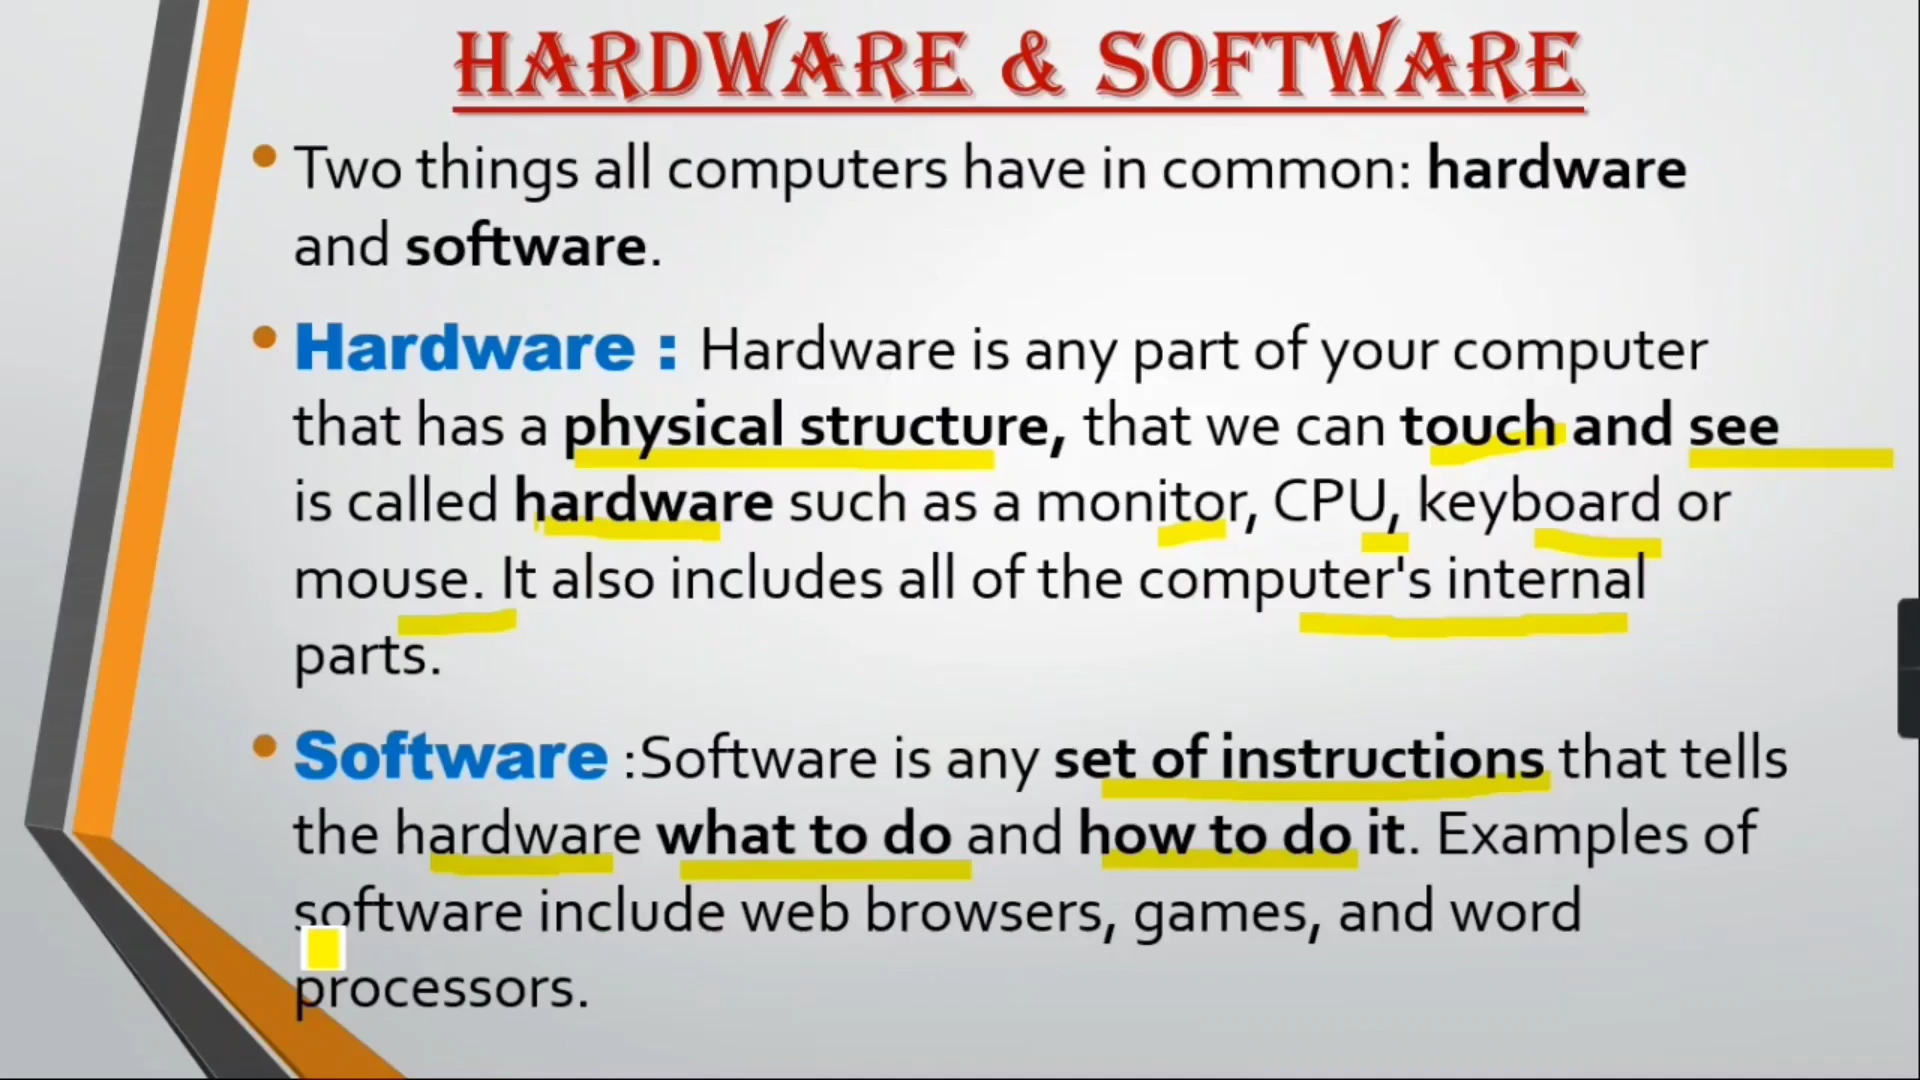 HARDWARE & SOFTWARE
• Two things all computers have in common: hardware
and software.
• Hardware : Hardware is any part of your computer
that has a physical structure, that we can touch and see
is called hardware such as a monitor, CPU, keyboard or
mouse. It also includes all of the computer's internal
parts.
• Software :Software is any set of instructions that tells
the hardware what to do and how to do it. Examples of
software include web browsers, games, and word
processors.